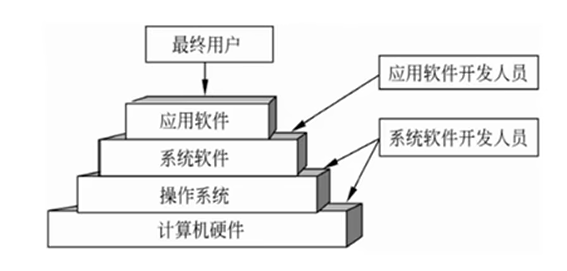 最终用户
应用软件开发人员
应用软件
系统软件开发人员
系统软件
操作系统
计算机硬件